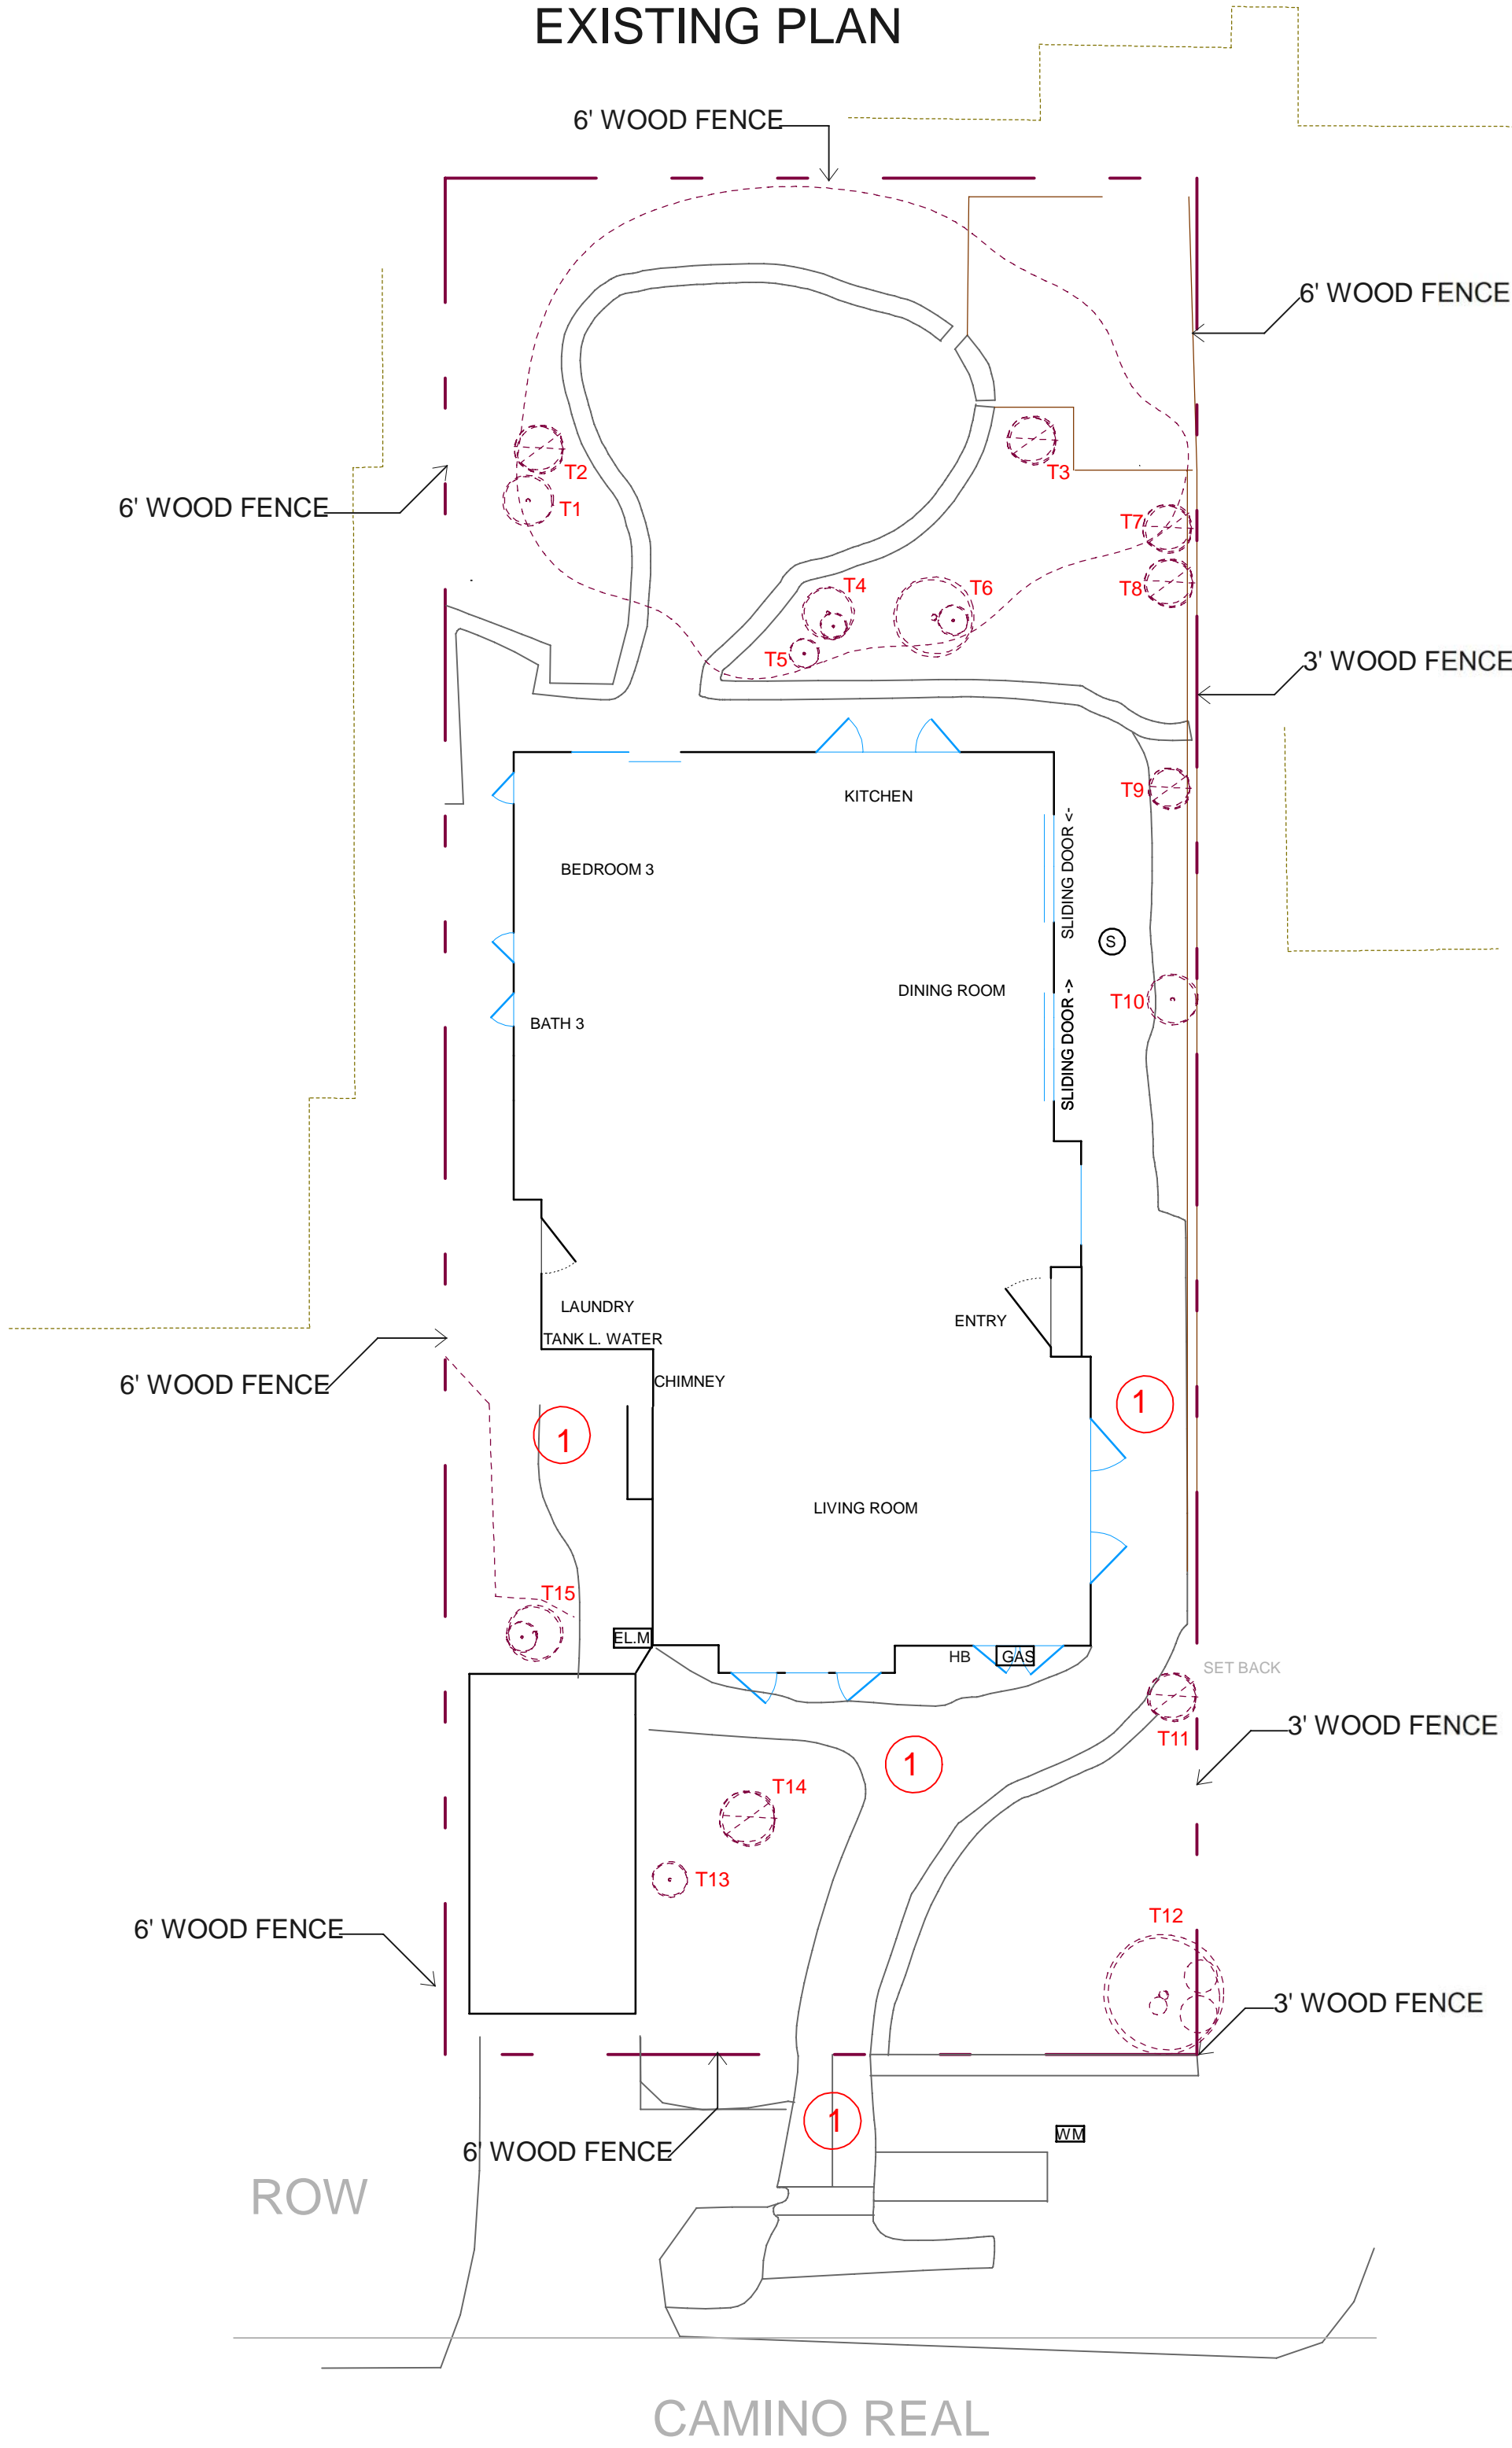 EXISTING PLAN
6' WOOD FENCE
6' WOOD FENCE
T2
T3
T1
6' WOOD FENCE
T7
T4
T6
T8
T5
3' WOOD FENCE
KITCHEN
T9
SLIDING DOOR <-
BEDROOM 3
S
DINING ROOM
T10
BATH 3
SLIDING DOOR ->
LAUNDRY
ENTRY
TANK L. WATER
6' WOOD FENCE
CHIMNEY
1
1
LIVING ROOM
T15
EL.M
HB
GAS
SET BACK
3' WOOD FENCE
T11
1
T14
T13
T12
6' WOOD FENCE
3' WOOD FENCE
1
WM
6' WOOD FENCE
ROW
CAMINO REAL